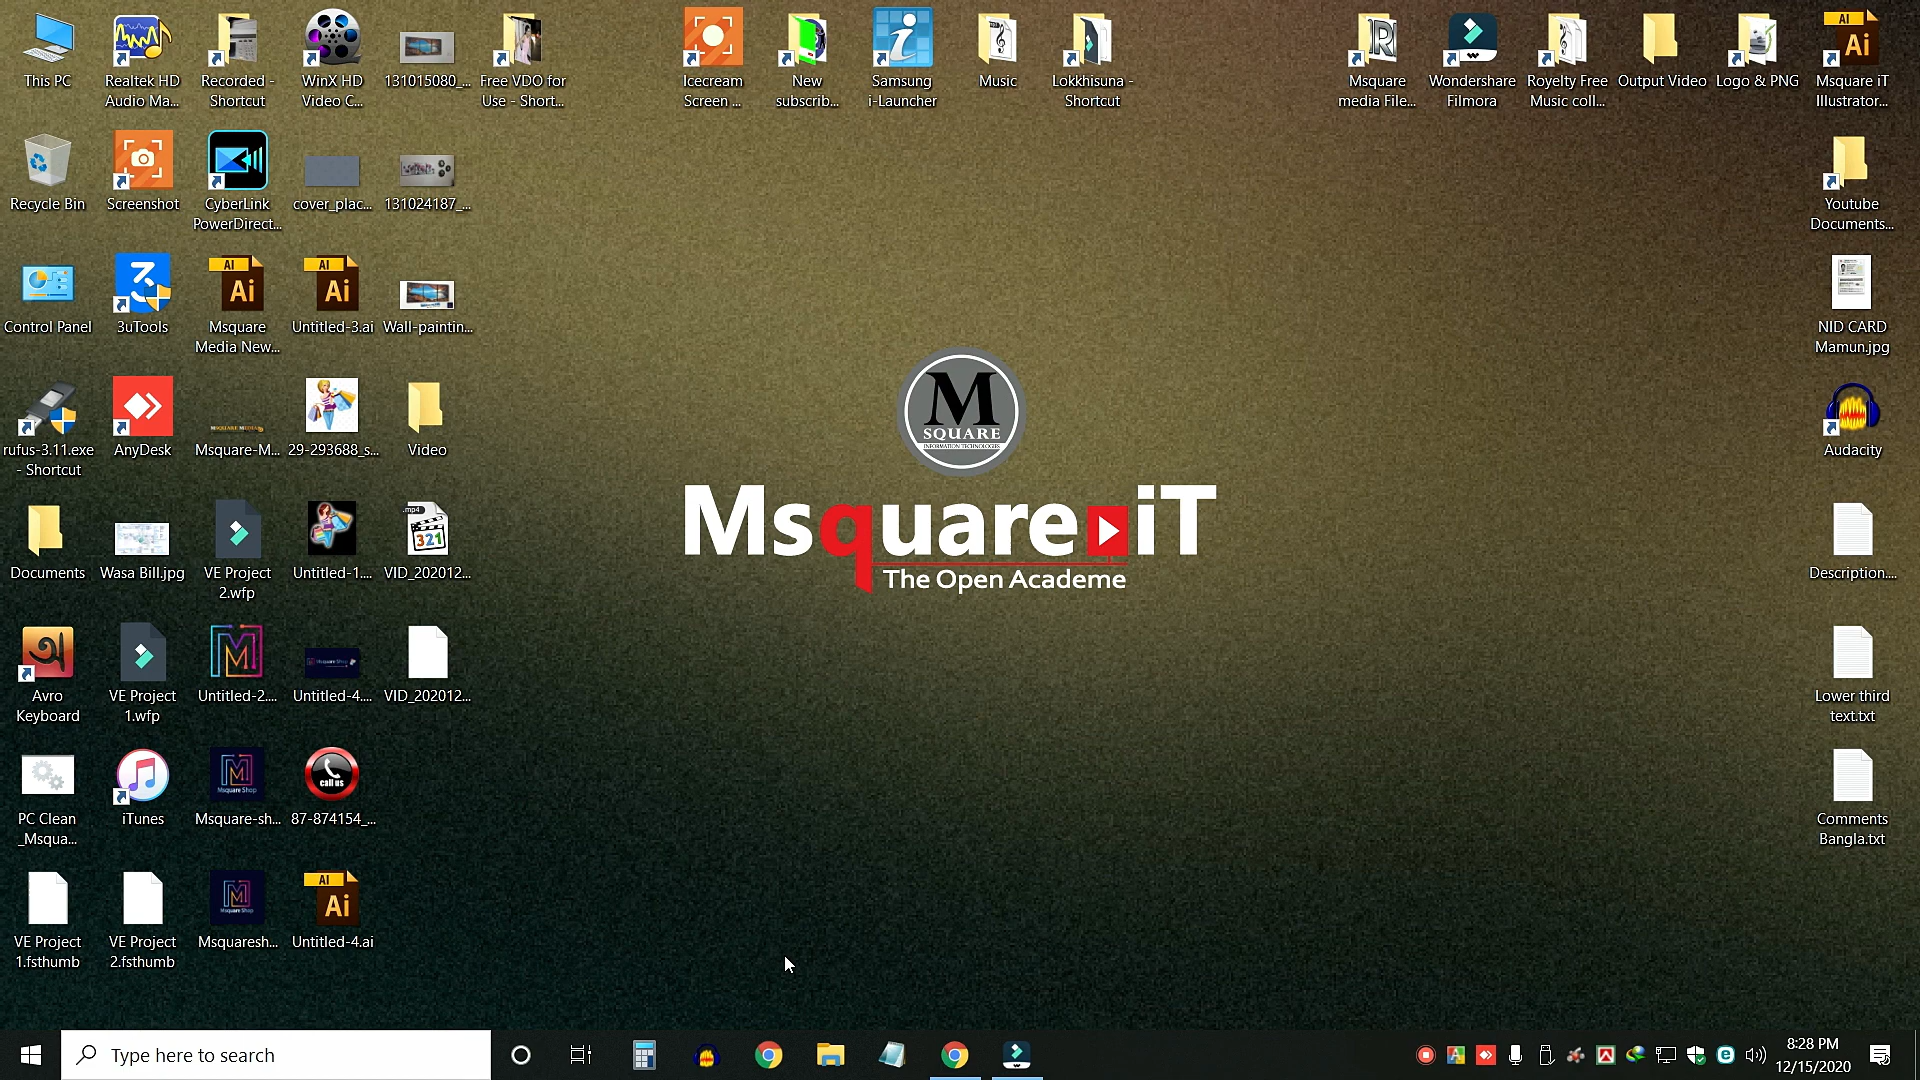 This PC
Realtek HD
Audio Ma...
Recorded -
Shortcut
WinX HD
Video C...
131015080_...
Free VDO for
Use - Short...
Icecream
Screen ...
New
subscrib...
Samsung
i-Launcher
Music
Lokkhisuna -
Shortcut
Msquare
media File...
Wondershare
Filmora
Royelty Free
Music coll...
Output Video
Logo & PNG
Msquare iT
Illustrator...
Recycle Bin
Screenshot
CyberLink
PowerDirect...
cover_plac...
131024187_...
Youtube
Documents...
Control Panel
3uTools
Msquare
Media New...
Untitled-3.ai
Wall-paintin...
NID CARD
Mamun.jpg
rufus-3.11.exe
- Shortcut
AnyDesk
Msquare-M...
29-293688_s...
Video
Audacity
M
SQUARE
INFORMATION TECHNOLOGIES
Msquare iT
The Open Academe
Documents
Wasa Bill.jpg
VE Project
2.wfp
Untitled-1....
VID_202012...
Description....
Avro
Keyboard
VE Project
1.wfp
Untitled-2....
Untitled-4....
VID_202012...
Lower third
text.txt
PC Clean
_Msqua...
iTunes
Msquare-sh...
87-874154_...
Comments
Bangla.txt
VE Project
1.fsthumb
VE Project
2.fsthumb
Msquaresh...
Untitled-4.ai
Type here to search
8:28 PM
12/15/2020